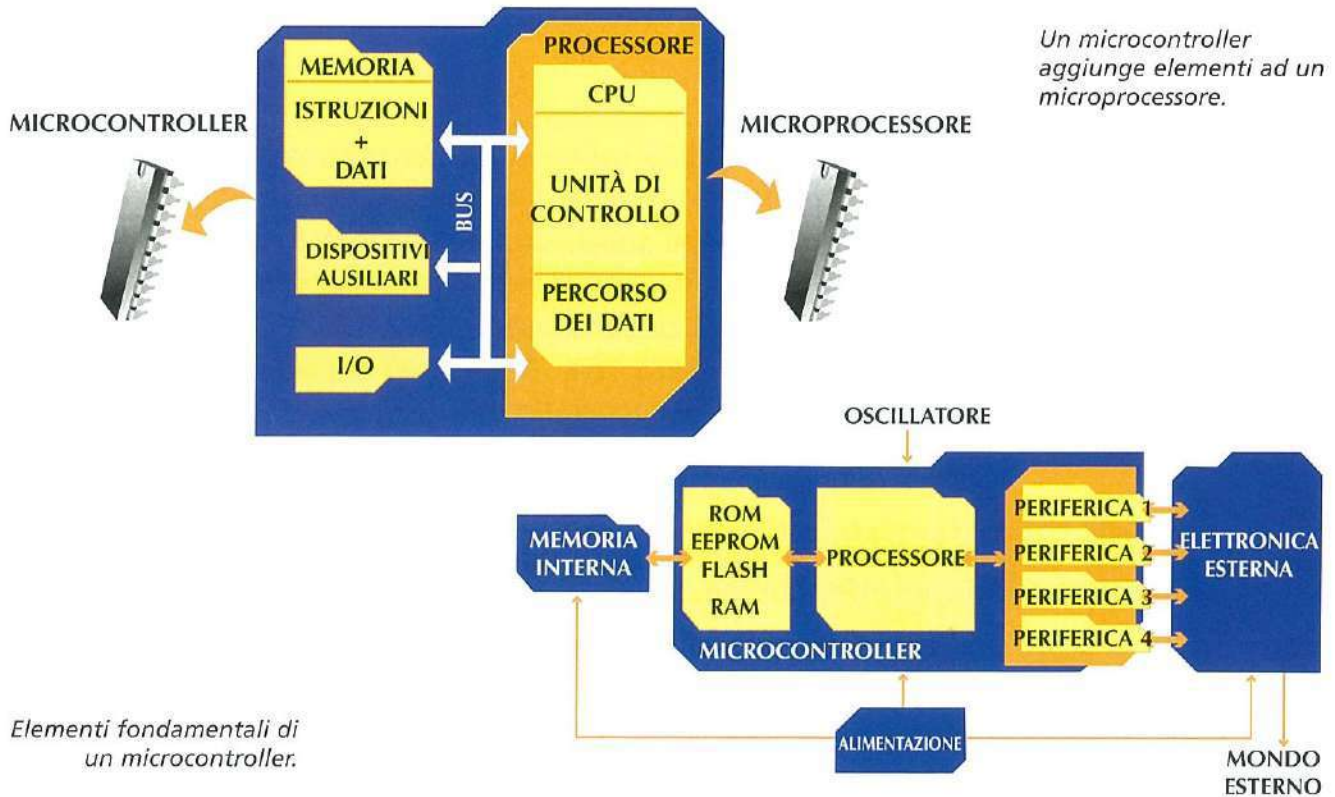 PROCESSORE
MEMORIA
ISTRUZIONI
+
DATI
CPU
Un microcontroller
aggiunge elementi ad un
microprocessore.
MICROCONTROLLER
MICROPROCESSORE
BUS
UNITÀ DI
CONTROLLO
DISPOSITIVI
AUSILIARI
PERCORSO
DEI DATI
I/O
OSCILLATORE
MEMORIA
INTERNA
ROM
EEPROM
FLASH
RAM
PROCESSORE
PERIFERICA 1
PERIFERICA 2
PERIFERICA 3
PERIFERICA 4
ELETTRONICA
ESTERNA
MICROCONTROLLER
Elementi fondamentali di
un microcontroller.
ALIMENTAZIONE
MONDO
ESTERNO